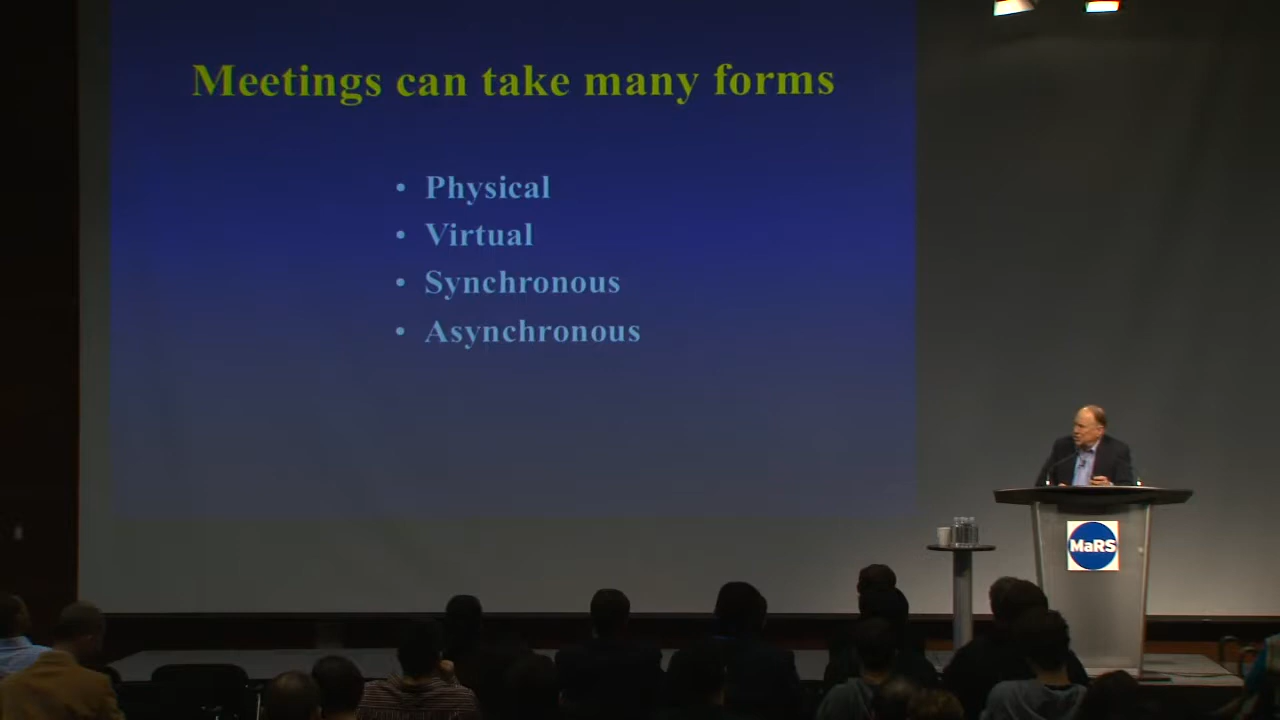 Meetings can take many forms
• Physical
• Virtual
• Synchronous
• Asynchronous
MaRS